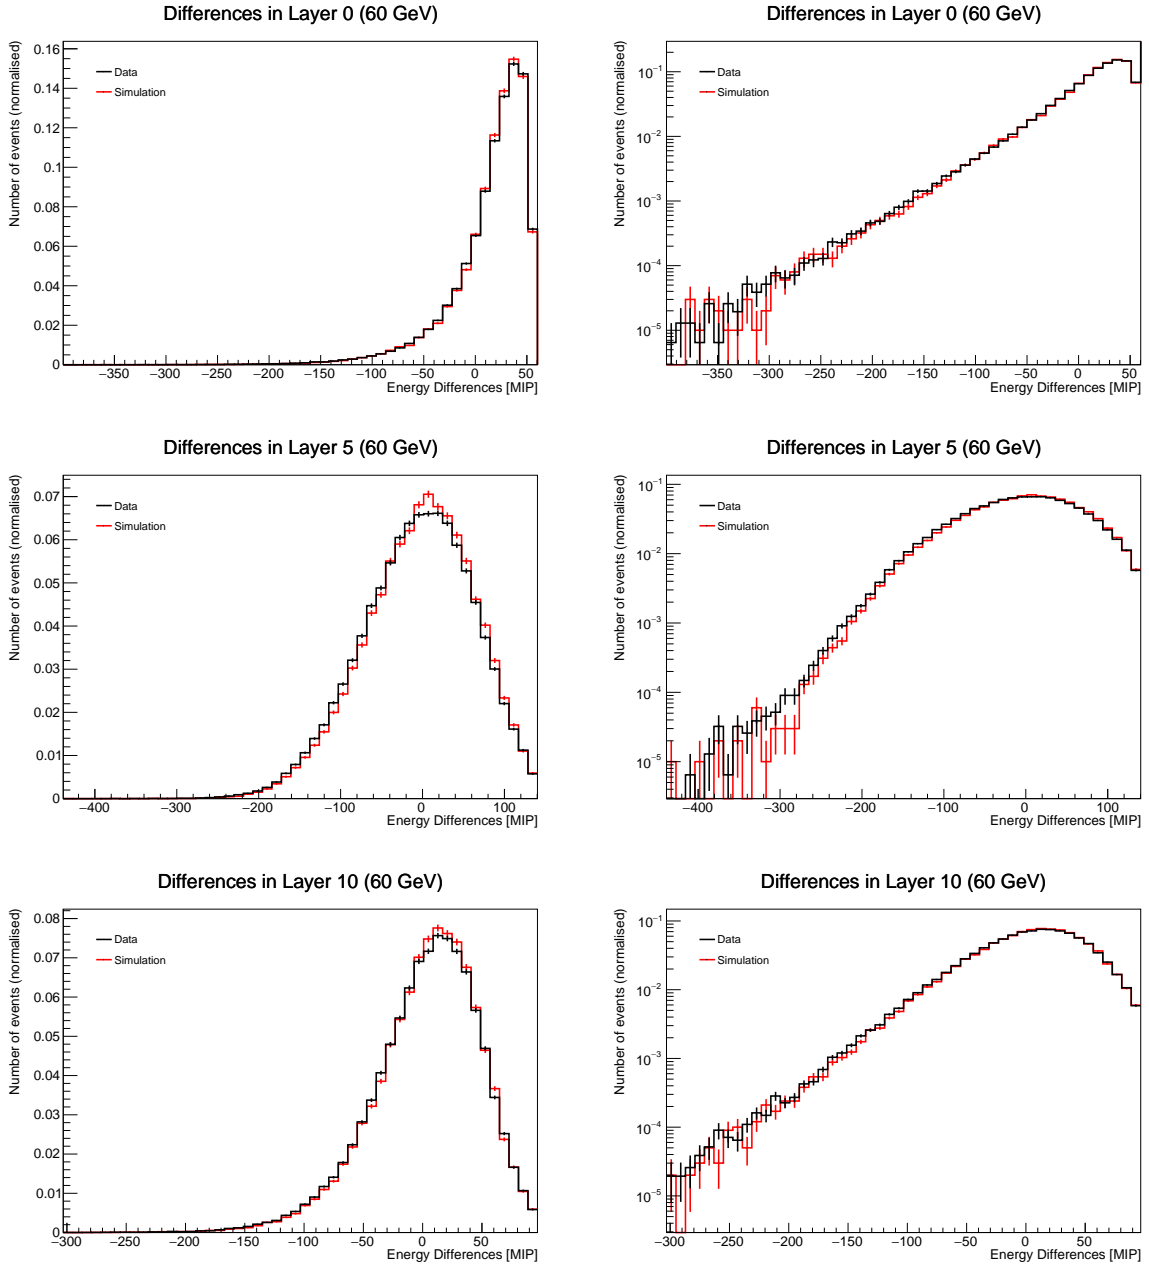 Differences in Layer 0 (60 GeV)
Number of events (normalised)
0.16
0.14
0.12
0.1
0.08
0.06
0.04
0.02
0
Data
Simulation
−350 −300 −250 −200 −150 −100 −50 0 50
Energy Differences [MIP]
Differences in Layer 0 (60 GeV)
Number of events (normalised)
10−1
10−2
10−3
10−4
10−5
Data
Simulation
−350 −300 −250 −200 −150 −100 −50 0 50
Energy Differences [MIP]
Differences in Layer 5 (60 GeV)
Number of events (normalised)
0.07
0.06
0.05
0.04
0.03
0.02
0.01
0
Data
Simulation
−400 −300 −200 −100 0 100
Energy Differences [MIP]
Differences in Layer 5 (60 GeV)
Number of events (normalised)
10−1
10−2
10−3
10−4
10−5
Data
Simulation
−400 −300 −200 −100 0 100
Energy Differences [MIP]
Differences in Layer 10 (60 GeV)
Number of events (normalised)
0.08
0.07
0.06
0.05
0.04
0.03
0.02
0.01
0
Data
Simulation
−300 −250 −200 −150 −100 −50 0 50
Energy Differences [MIP]
Differences in Layer 10 (60 GeV)
Number of events (normalised)
10−1
10−2
10−3
10−4
10−5
Data
Simulation
−300 −250 −200 −150 −100 −50 0 50
Energy Differences [MIP]